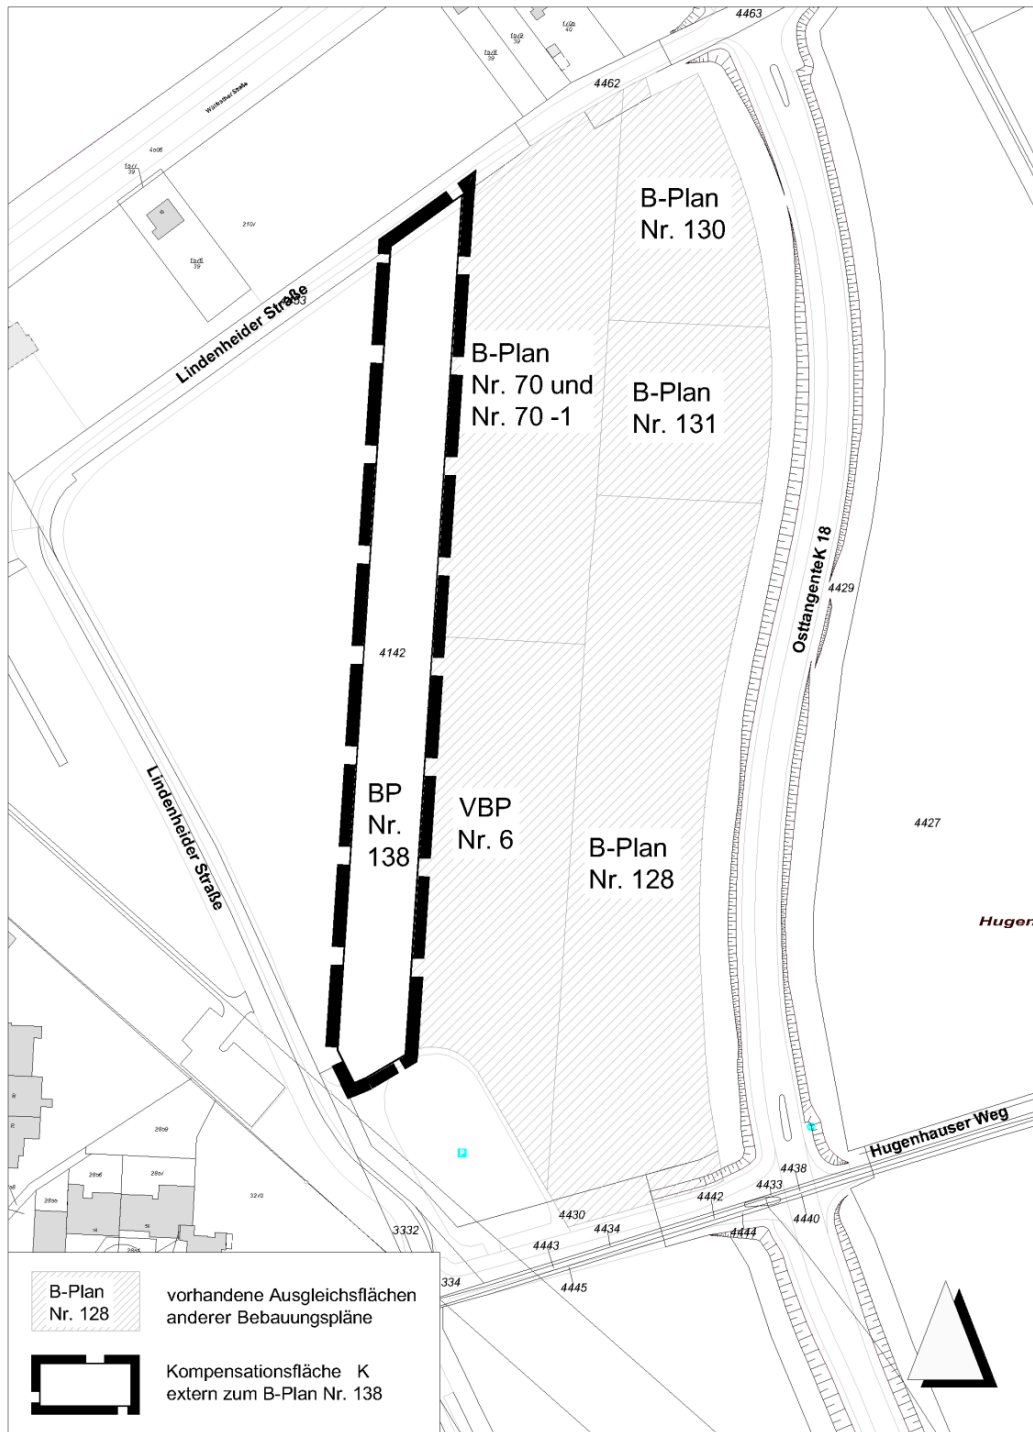 4463
4462
Wülfrather Straße
B-Plan
Nr. 130
Lindenheider Straße
B-Plan
Nr. 70 und
Nr. 70 -1
B-Plan
Nr. 131
Osttangente K 18
4429
4142
Lindenheider Straße
BP
Nr.
138
VBP
Nr. 6
B-Plan
Nr. 128
4427
Hugen
P
Hugenhauser Weg
4438
4433
4442
4440
4430
4434
4444
4443
4445
3332
334
B-Plan
Nr. 128
vorhandene Ausgleichsflächen
anderer Bebauungspläne
Kompensationsfläche K
extern zum B-Plan Nr. 138